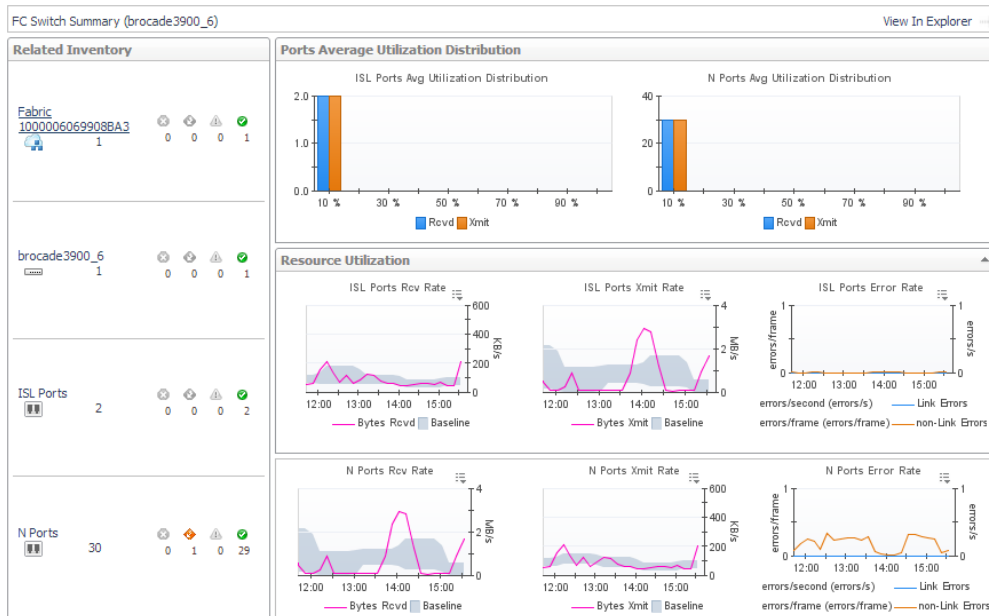 FC Switch Summary (brocade3900_6)
View In Explorer
Related Inventory
Fabric
1000006069908BA3
1
0 0 0 1
brocade3900_6
1
0 0 0 1
ISL Ports
2
0 0 0 2
N Ports
30
0 1 0 29
Ports Average Utilization Distribution
ISL Ports Avg Utilization Distribution
2.0
1.0
0.0
10 % 30 % 50 % 70 % 90 %
Rcvd Xmit
N Ports Avg Utilization Distribution
40
20
0
10 % 30 % 50 % 70 % 90 %
Rcvd Xmit
Resource Utilization
ISL Ports Rcv Rate
600
400
200
0
KB/s
12:00 13:00 14:00 15:00
Bytes Rcvd Baseline
ISL Ports Xmit Rate
4
2
0
MB/s
12:00 13:00 14:00 15:00
Bytes Xmit Baseline
ISL Ports Error Rate
1
0
errors/frame
1
0
errors/s
12:00 13:00 14:00 15:00
errors/second (errors/s) Link Errors
errors/frame (errors/frame) non-Link Errors
N Ports Rcv Rate
4
2
0
MB/s
12:00 13:00 14:00 15:00
Bytes Rcvd Baseline
N Ports Xmit Rate
600
400
200
0
KB/s
12:00 13:00 14:00 15:00
Bytes Xmit Baseline
N Ports Error Rate
1
0
errors/frame
1
0
errors/s
12:00 13:00 14:00 15:00
errors/second (errors/s) Link Errors
errors/frame (errors/frame) non-Link Errors